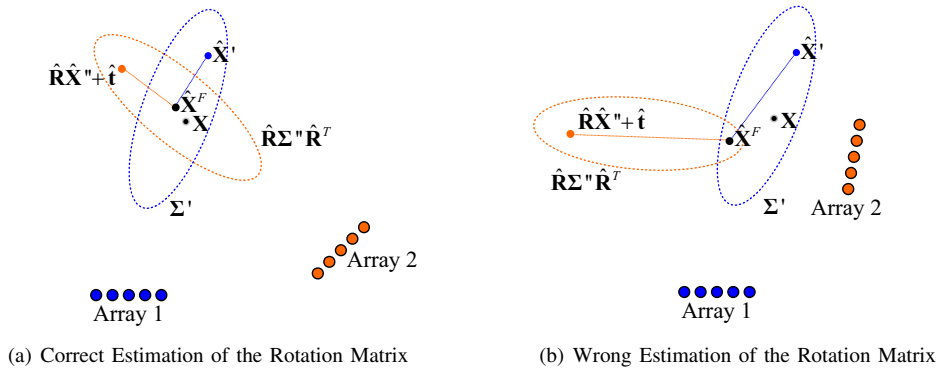 X̂'
R̂X̂''+t̂
X̂ᶠ
X
R̂Σ''R̂ᵀ
Σ'
Array 2
Array 1
(a) Correct Estimation of the Rotation Matrix
X̂'
R̂X̂''+t̂
X
X̂ᶠ
R̂Σ''R̂ᵀ
Σ'
Array 2
Array 1
(b) Wrong Estimation of the Rotation Matrix